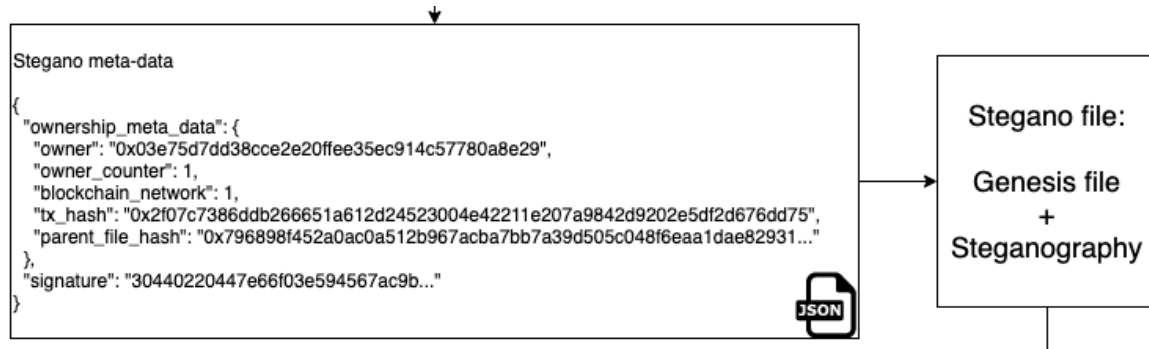 Stegano meta-data
{
"ownership_meta_data": {
"owner": "0x03e75d7dd38cce2e20ffee35ec914c57780a8e29",
"owner_counter": 1,
"blockchain_network": 1,
"tx_hash": "0x2f07c7386ddb266651a612d24523004e42211e207a9842d9202e5df2d676dd75",
"parent_file_hash": "0x796898f452a0ac0a512b967acba7bb7a39d505c048f6eaa1dae82931..."
},
"signature": "30440220447e66f03e594567ac9b..."
}
JSON
Stegano file:
Genesis file
+
Steganography